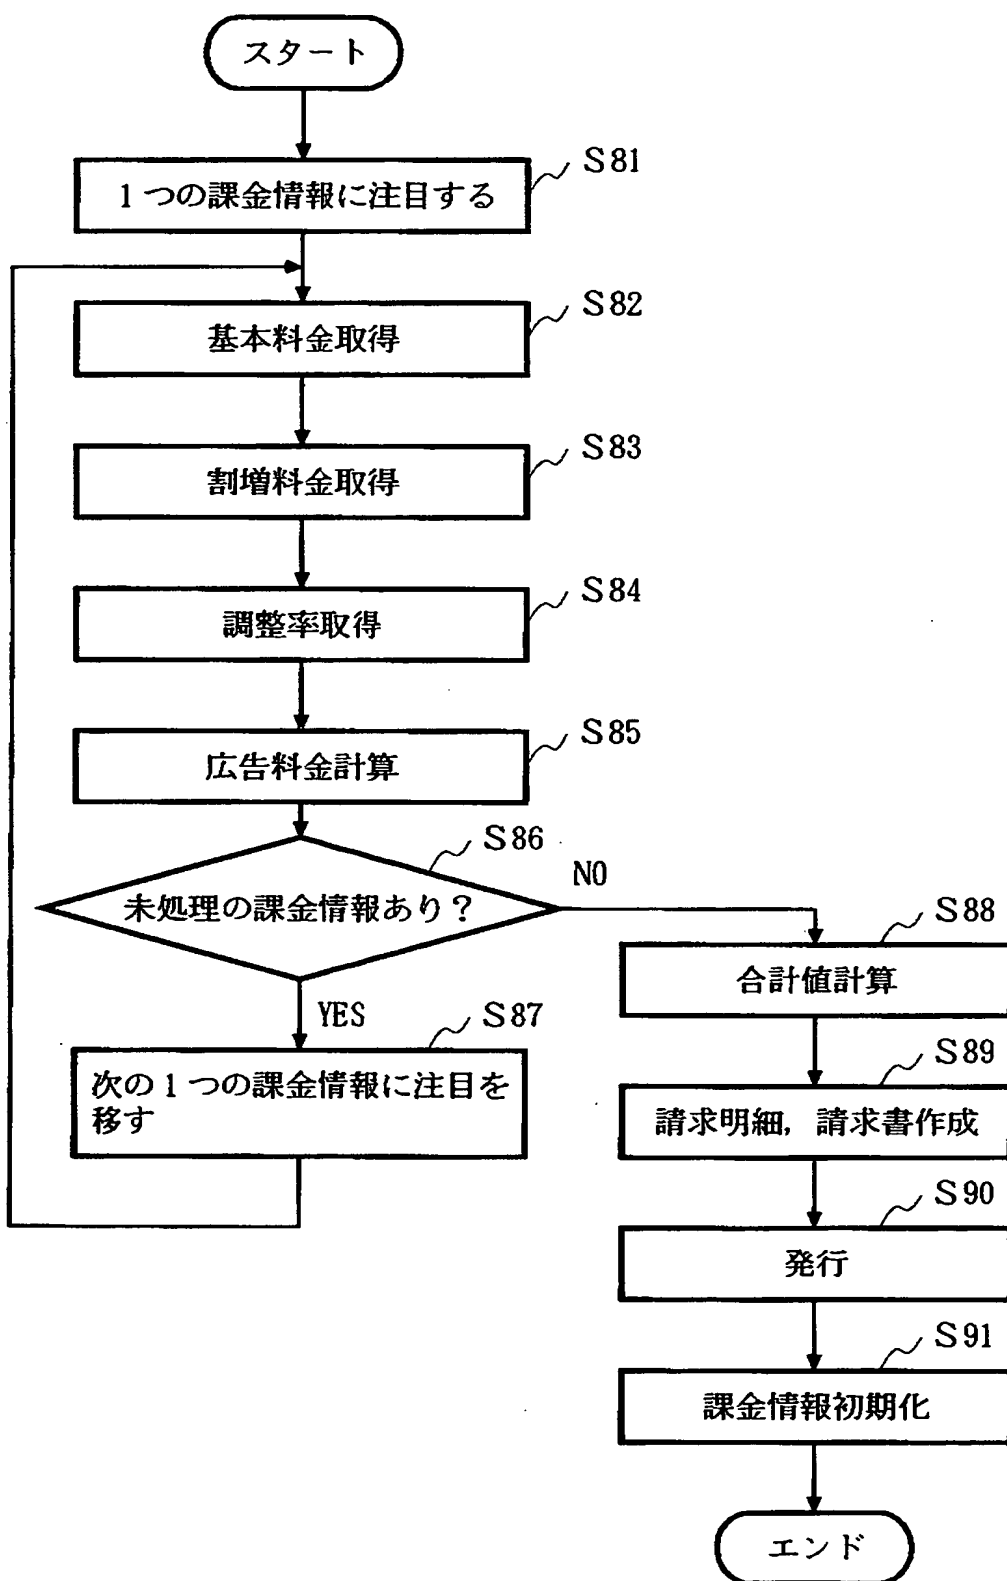 スタート
S81
1つの課金情報に注目する
S82
基本料金取得
S83
割増料金取得
S84
調整率取得
S85
広告料金計算
S86
未処理の課金情報あり?
NO
YES
S87
次の1つの課金情報に注目を
移す
S88
合計値計算
S89
請求明細,請求書作成
S90
発行
S91
課金情報初期化
エンド